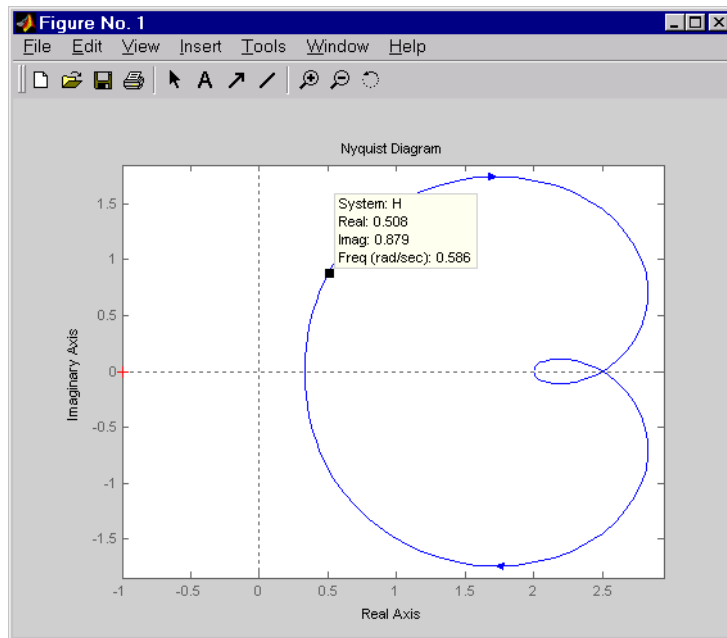 Figure No. 1
File Edit View Insert Tools Window Help
A
Nyquist Diagram
System: H
Real: 0.508
Imag: 0.879
Freq (rad/sec): 0.586
Imaginary Axis
1.5
1
0.5
0
-0.5
-1
-1.5
-1 -0.5 0 0.5 1 1.5 2 2.5
Real Axis